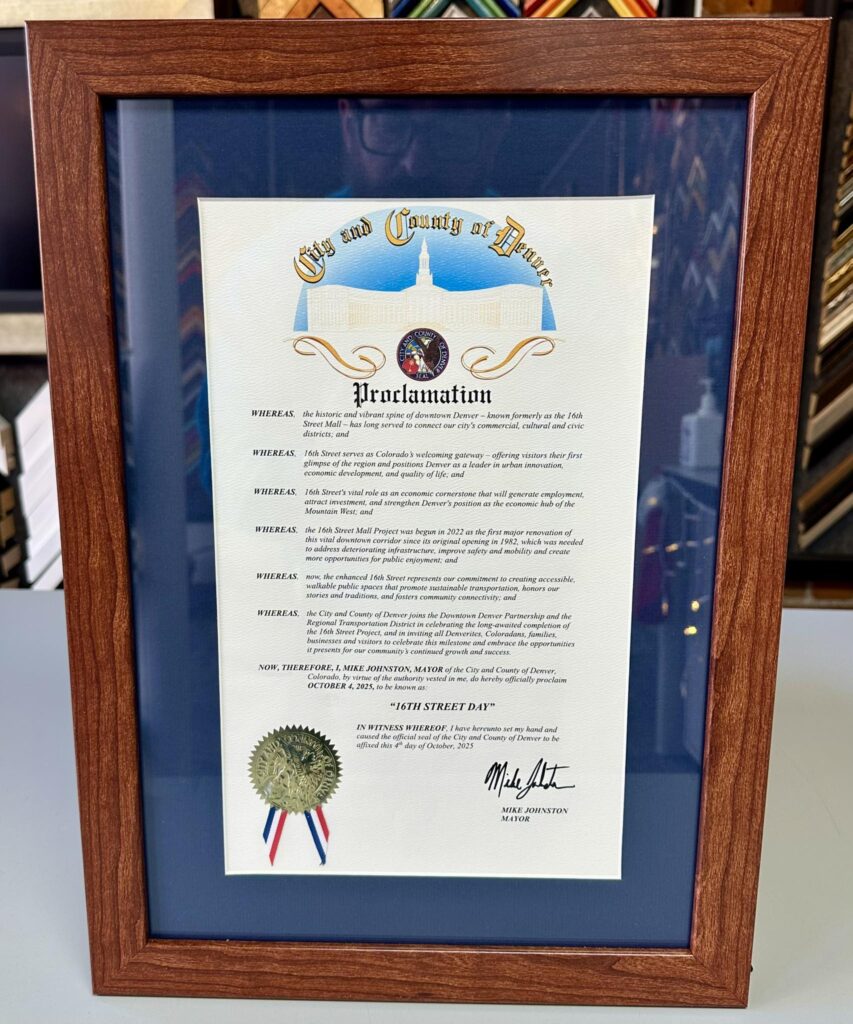 City and County of Denver
CITY AND COUNTY OF DENVER
SEAL
Proclamation
WHEREAS, the historic and vibrant spine of downtown Denver – known formerly as the 16th
Street Mall – has long served to connect our city's commercial, cultural and civic
districts; and
WHEREAS, 16th Street serves as Colorado's welcoming gateway – offering visitors their first
glimpse of the region and positions Denver as a leader in urban innovation,
economic development, and quality of life; and
WHEREAS, 16th Street's vital role as an economic cornerstone that will generate employment,
attract investment, and strengthen Denver's position as the economic hub of the
Mountain West; and
WHEREAS, the 16th Street Mall Project was begun in 2022 as the first major renovation of
this vital downtown corridor since its original opening in 1982, which was needed
to address deteriorating infrastructure, improve safety and mobility and create
more opportunities for public enjoyment; and
WHEREAS, now, the enhanced 16th Street represents our commitment to creating accessible,
walkable public spaces that promote sustainable transportation, honors our
stories and traditions, and fosters community connectivity; and
WHEREAS, the City and County of Denver joins the Downtown Denver Partnership and the
Regional Transportation District in celebrating the long-awaited completion of
the 16th Street Project, and in inviting all Denverites, Coloradans, families,
businesses and visitors to celebrate this milestone and embrace the opportunities
it presents for our community's continued growth and success.
NOW, THEREFORE, I, MIKE JOHNSTON, MAYOR of the City and County of Denver,
Colorado, by virtue of the authority vested in me, do hereby officially proclaim
OCTOBER 4, 2025, to be known as:
"16TH STREET DAY"
IN WITNESS WHEREOF, I have hereunto set my hand and
caused the official seal of the City and County of Denver to be
affixed this 4th day of October, 2025
Mike Johnston
MIKE JOHNSTON
MAYOR